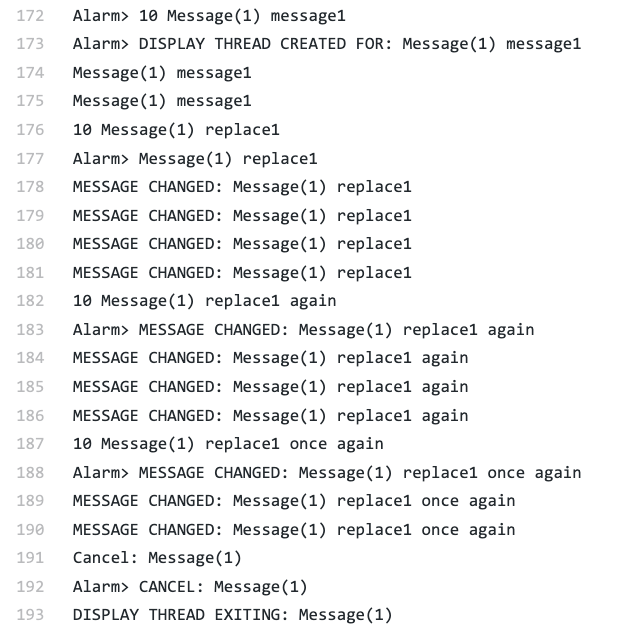 172 Alarm> 10 Message(1) message1
173 Alarm> DISPLAY THREAD CREATED FOR: Message(1) message1
174 Message(1) message1
175 Message(1) message1
176 10 Message(1) replace1
177 Alarm> Message(1) replace1
178 MESSAGE CHANGED: Message(1) replace1
179 MESSAGE CHANGED: Message(1) replace1
180 MESSAGE CHANGED: Message(1) replace1
181 MESSAGE CHANGED: Message(1) replace1
182 10 Message(1) replace1 again
183 Alarm> MESSAGE CHANGED: Message(1) replace1 again
184 MESSAGE CHANGED: Message(1) replace1 again
185 MESSAGE CHANGED: Message(1) replace1 again
186 MESSAGE CHANGED: Message(1) replace1 again
187 10 Message(1) replace1 once again
188 Alarm> MESSAGE CHANGED: Message(1) replace1 once again
189 MESSAGE CHANGED: Message(1) replace1 once again
190 MESSAGE CHANGED: Message(1) replace1 once again
191 Cancel: Message(1)
192 Alarm> CANCEL: Message(1)
193 DISPLAY THREAD EXITING: Message(1)